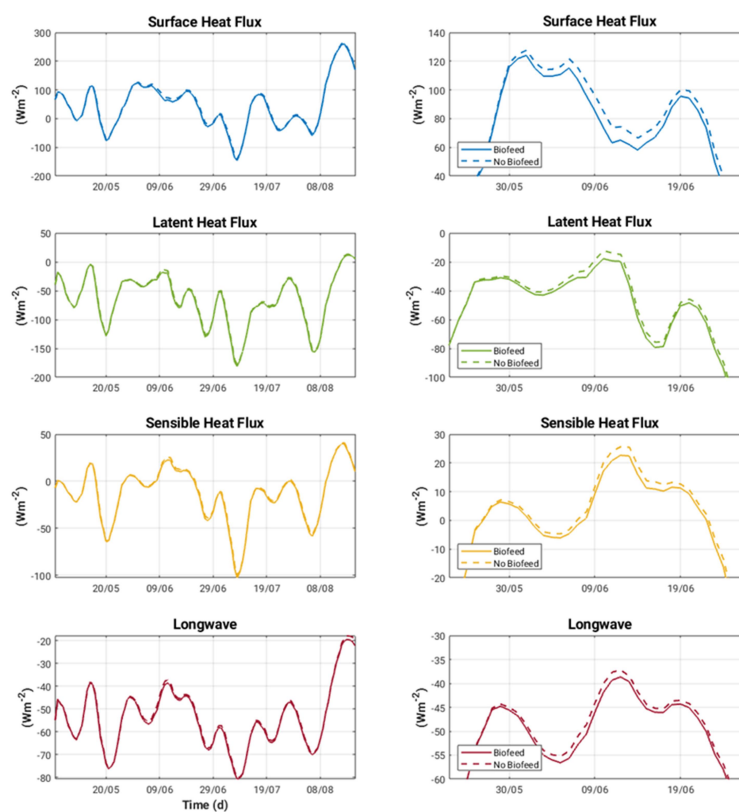 Surface Heat Flux
(Wm-2)
300
200
100
0
-100
-200
20/05 09/06 29/06 19/07 08/08
Surface Heat Flux
(Wm-2)
140
120
100
80
60
40
Biofeed
No Biofeed
30/05 09/06 19/06
Latent Heat Flux
(Wm-2)
50
0
-50
-100
-150
-200
20/05 09/06 29/06 19/07 08/08
Latent Heat Flux
(Wm-2)
0
-20
-40
-60
-80
-100
Biofeed
No Biofeed
30/05 09/06 19/06
Sensible Heat Flux
(Wm-2)
50
0
-50
-100
20/05 09/06 29/06 19/07 08/08
Sensible Heat Flux
(Wm-2)
30
20
10
0
-10
-20
Biofeed
No Biofeed
30/05 09/06 19/06
Longwave
(Wm-2)
-20
-30
-40
-50
-60
-70
-80
20/05 09/06 29/06 19/07 08/08
Time (d)
Longwave
(Wm-2)
-30
-35
-40
-45
-50
-55
-60
Biofeed
No Biofeed
30/05 09/06 19/06